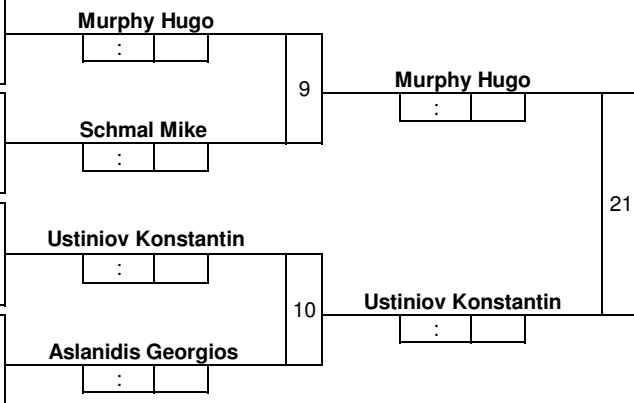 Murphy Hugo
:
9
Murphy Hugo
:
Schmal Mike
:
21
Ustiniov Konstantin
:
10
Ustiniov Konstantin
:
Aslanidis Georgios
: